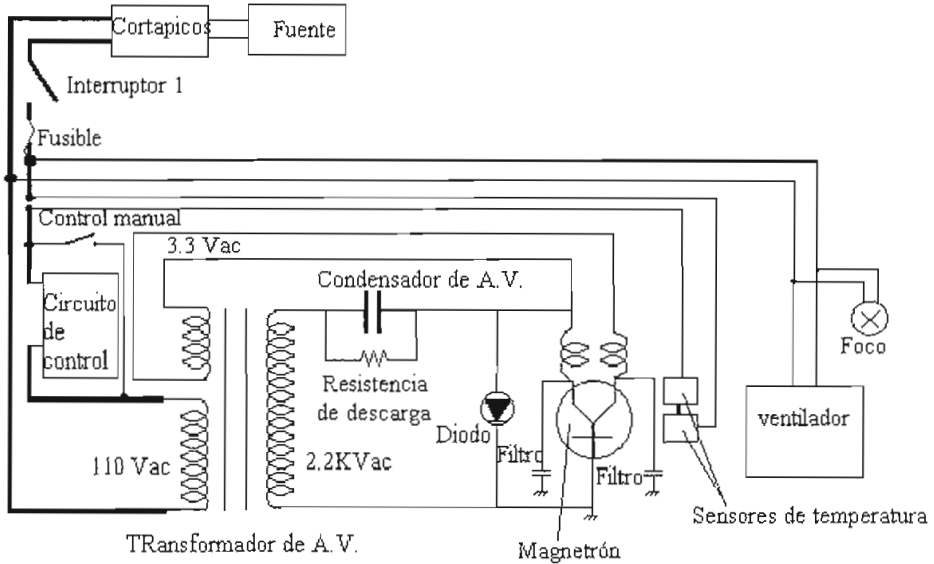 Cortapicos
Fuente
Interruptor 1
Fusible
Control manual
3.3 Vac
Condensador de A.V.
Circuito
de
control
Foco
Resistencia
de descarga
Diodo
ventilador
110 Vac
2.2KVac
Filtro
Filtro
Sensores de temperatura
TRansformador de A.V.
Magnetrón